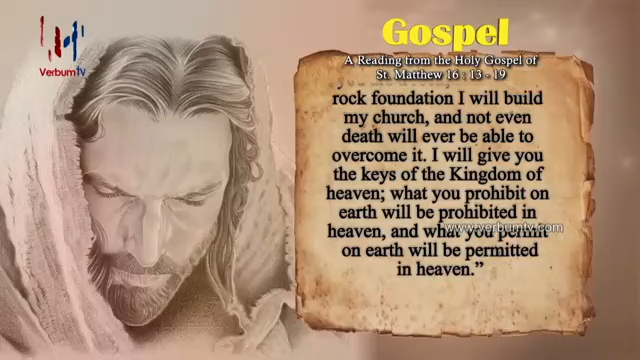 VerbumTV
Gospel
A Reading from the Holy Gospel of
St. Matthew 16 : 13 - 19
rock foundation I will build
my church, and not even
death will ever be able to
overcome it. I will give you
the keys of the Kingdom of
heaven; what you prohibit on
earth will be prohibited in
heaven, and what you permit
www.verbumtv.com
on earth will be permitted
in heaven.”